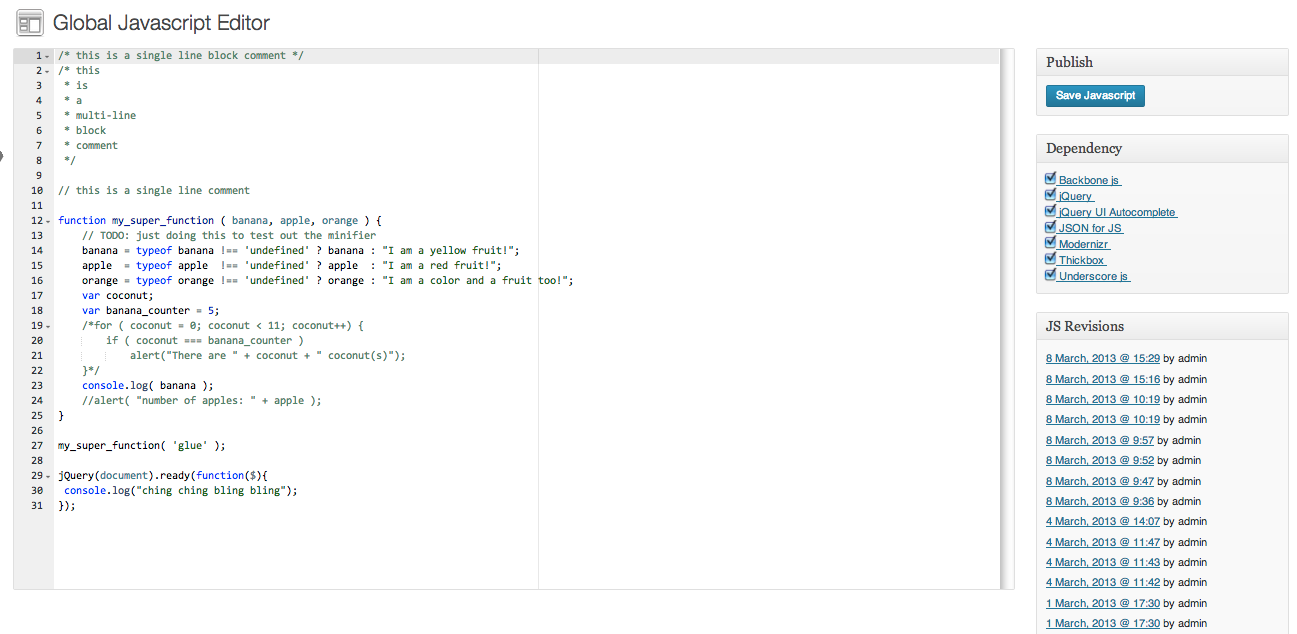 Global Javascript Editor
1 /* this is a single line block comment */
2 /* this
3  * is
4  * a
5  * multi-line
6  * block
7  * comment
8  */
9
10 // this is a single line comment
11
12 function my_super_function ( banana, apple, orange ) {
13     // TODO: just doing this to test out the minifier
14     banana = typeof banana !== 'undefined' ? banana : "I am a yellow fruit!";
15     apple  = typeof apple  !== 'undefined' ? apple  : "I am a red fruit!";
16     orange = typeof orange !== 'undefined' ? orange : "I am a color and a fruit too!";
17     var coconut;
18     var banana_counter = 5;
19     /*for ( coconut = 0; coconut < 11; coconut++) {
20         if ( coconut === banana_counter )
21             alert("There are " + coconut + " coconut(s)");
22     }*/
23     console.log( banana );
24     //alert( "number of apples: " + apple );
25 }
26
27 my_super_function( 'glue' );
28
29 jQuery(document).ready(function($){
30  console.log("ching ching bling bling");
31 });
Publish
Save Javascript
Dependency
Backbone js
jQuery
jQuery UI Autocomplete
JSON for JS
Modernizr
Thickbox
Underscore js
JS Revisions
8 March, 2013 @ 15:29 by admin
8 March, 2013 @ 15:16 by admin
8 March, 2013 @ 10:19 by admin
8 March, 2013 @ 10:19 by admin
8 March, 2013 @ 9:57 by admin
8 March, 2013 @ 9:52 by admin
8 March, 2013 @ 9:47 by admin
8 March, 2013 @ 9:36 by admin
4 March, 2013 @ 14:07 by admin
4 March, 2013 @ 11:47 by admin
4 March, 2013 @ 11:43 by admin
4 March, 2013 @ 11:42 by admin
1 March, 2013 @ 17:30 by admin
1 March, 2013 @ 17:30 by admin